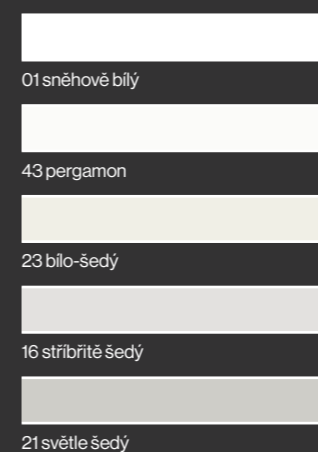 01 sněhově bílý
43 pergamon
23 bílo-šedý
16 stříbřitě šedý
21 světle šedý